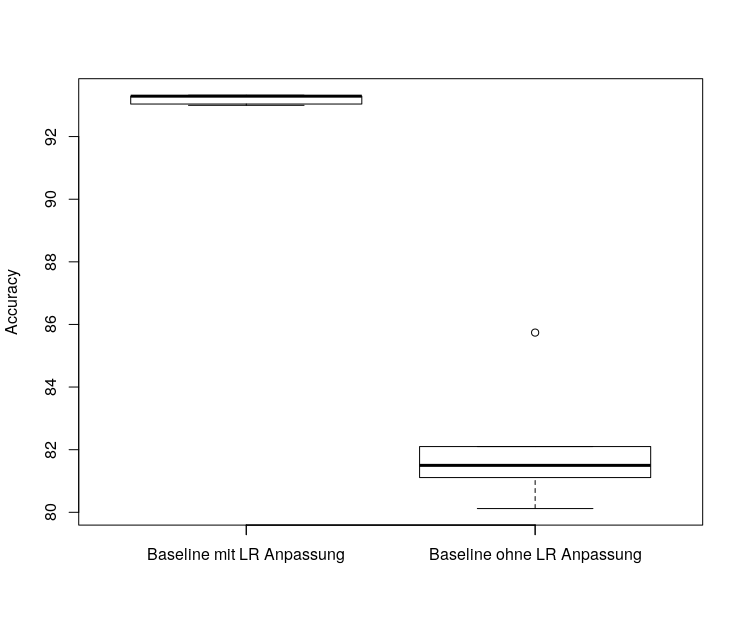 Accuracy
92
90
88
86
84
82
80
Baseline mit LR Anpassung
Baseline ohne LR Anpassung